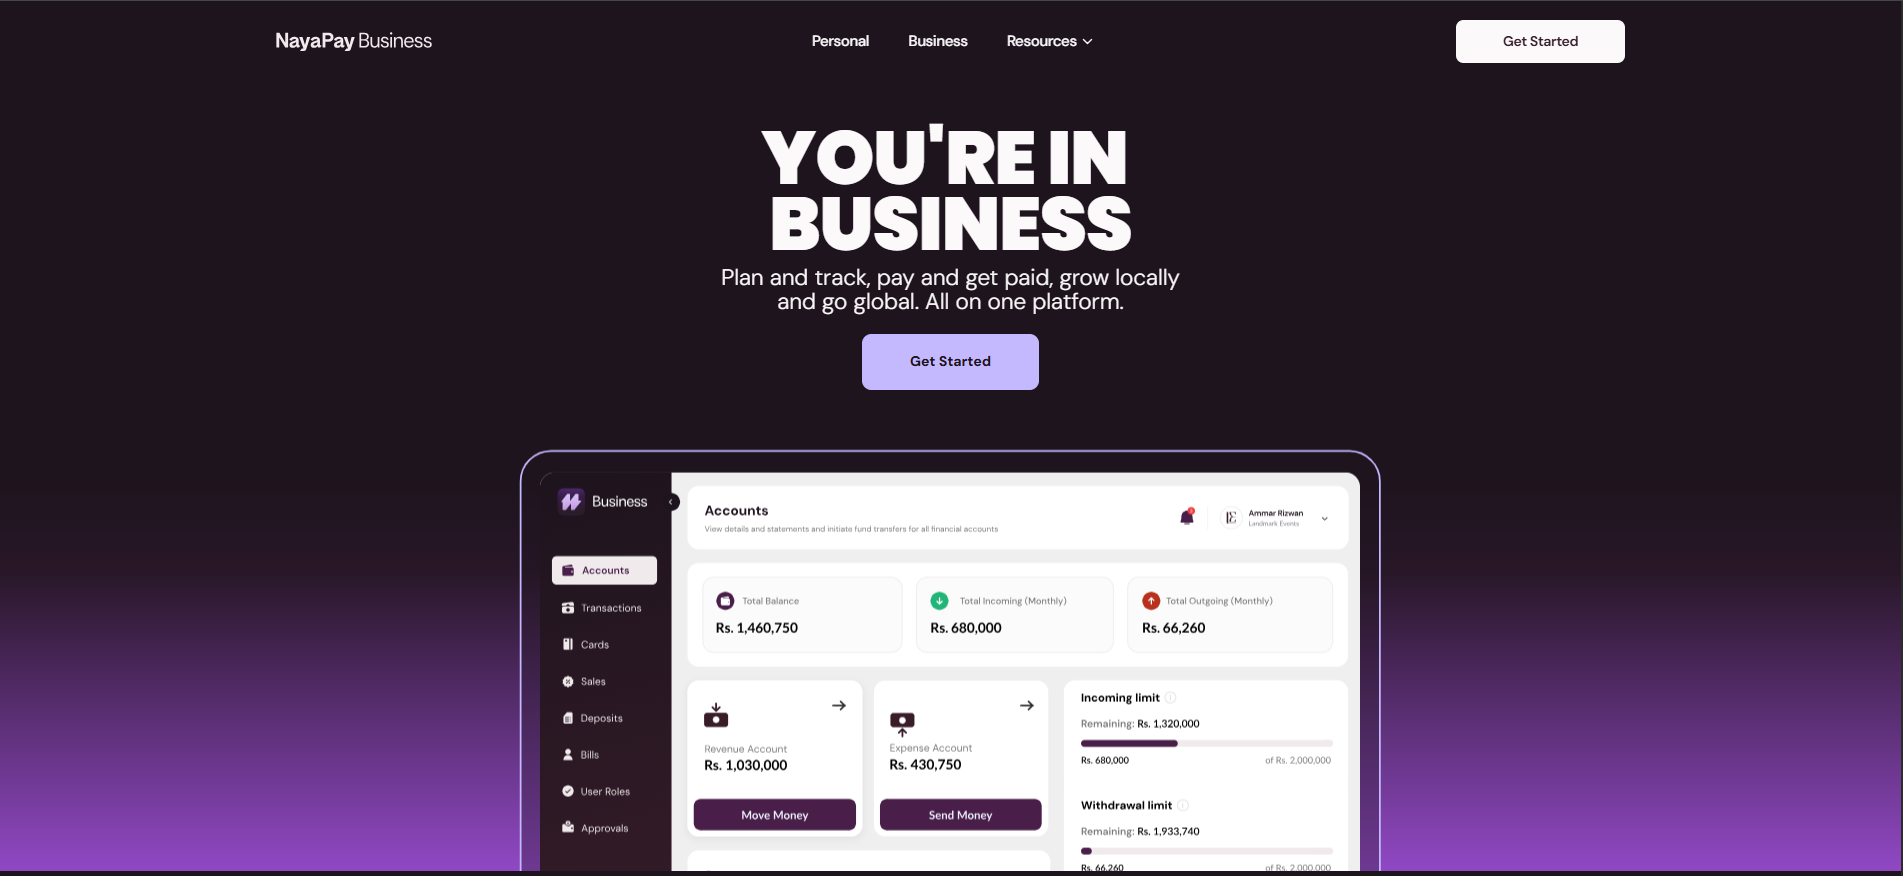 NayaPay Business
Personal
Business
Resources
Get Started
YOU'RE IN
BUSINESS
Plan and track, pay and get paid, grow locally
and go global. All on one platform.
Get Started
Business
Accounts
Transactions
Cards
Sales
Deposits
Bills
User Roles
Approvals
Accounts
View details and statements and initiate fund transfers for all financial accounts
Ammar Rizwan
Landmark Events
Total Balance
Rs. 1,460,750
Total Incoming (Monthly)
Rs. 680,000
Total Outgoing (Monthly)
Rs. 66,260
Revenue Account
Rs. 1,030,000
Move Money
Expense Account
Rs. 430,750
Send Money
Incoming limit
Remaining: Rs. 1,320,000
Rs. 680,000
of Rs. 2,000,000
Withdrawal limit
Remaining: Rs. 1,933,740
Rs. 66,260
of Rs. 2,000,000